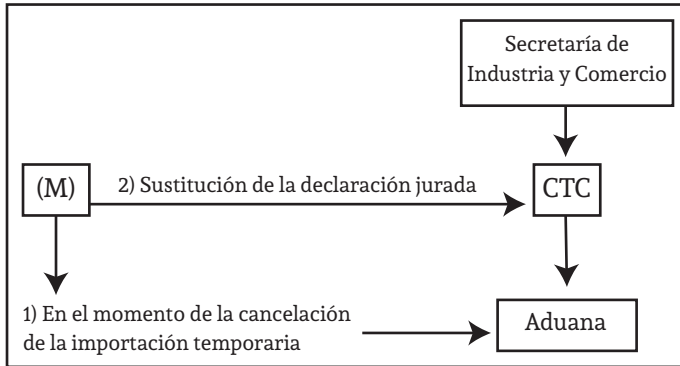 Secretaría de
Industria y Comercio
(M)
2) Sustitución de la declaración jurada
CTC
1) En el momento de la cancelación
de la importación temporaria
Aduana